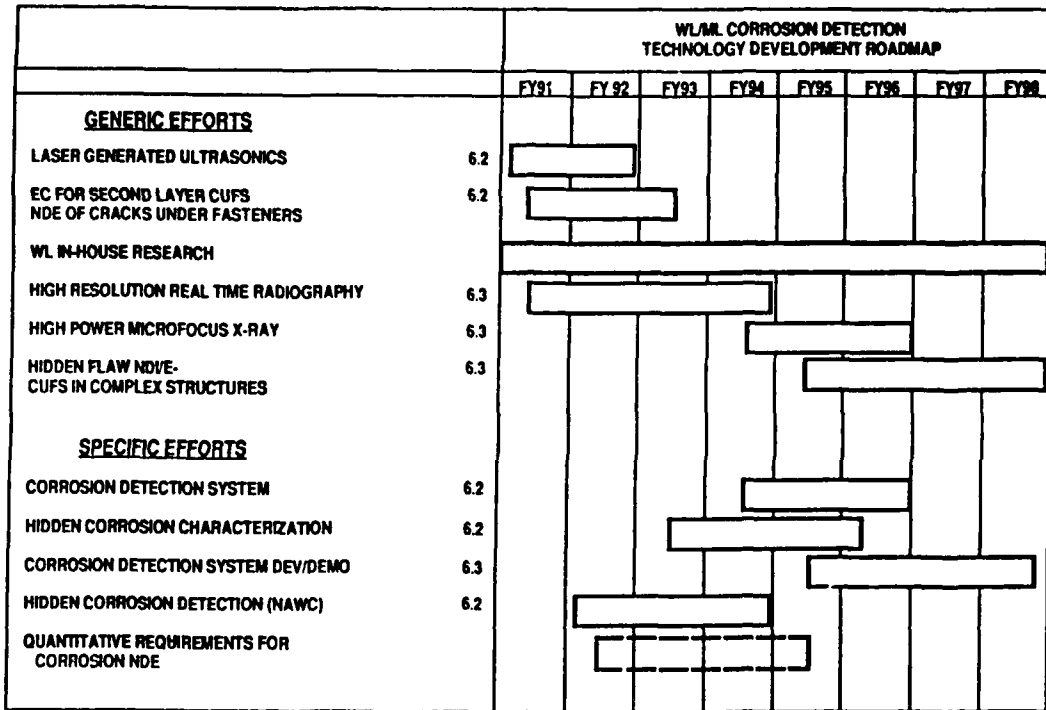 WL/ML CORROSION DETECTION
TECHNOLOGY DEVELOPMENT ROADMAP
FY91 FY 92 FY93 FY94 FY95 FY96 FY97 FY98
GENERIC EFFORTS
LASER GENERATED ULTRASONICS 6.2
EC FOR SECOND LAYER CUFS 6.2
NDE OF CRACKS UNDER FASTENERS
WL IN-HOUSE RESEARCH
HIGH RESOLUTION REAL TIME RADIOGRAPHY 6.3
HIGH POWER MICROFOCUS X-RAY 6.3
HIDDEN FLAW NDI/E- 6.3
CUFS IN COMPLEX STRUCTURES
SPECIFIC EFFORTS
CORROSION DETECTION SYSTEM 6.2
HIDDEN CORROSION CHARACTERIZATION 6.2
CORROSION DETECTION SYSTEM DEV/DEMO 6.3
HIDDEN CORROSION DETECTION (NAWC) 6.2
QUANTITATIVE REQUIREMENTS FOR
CORROSION NDE